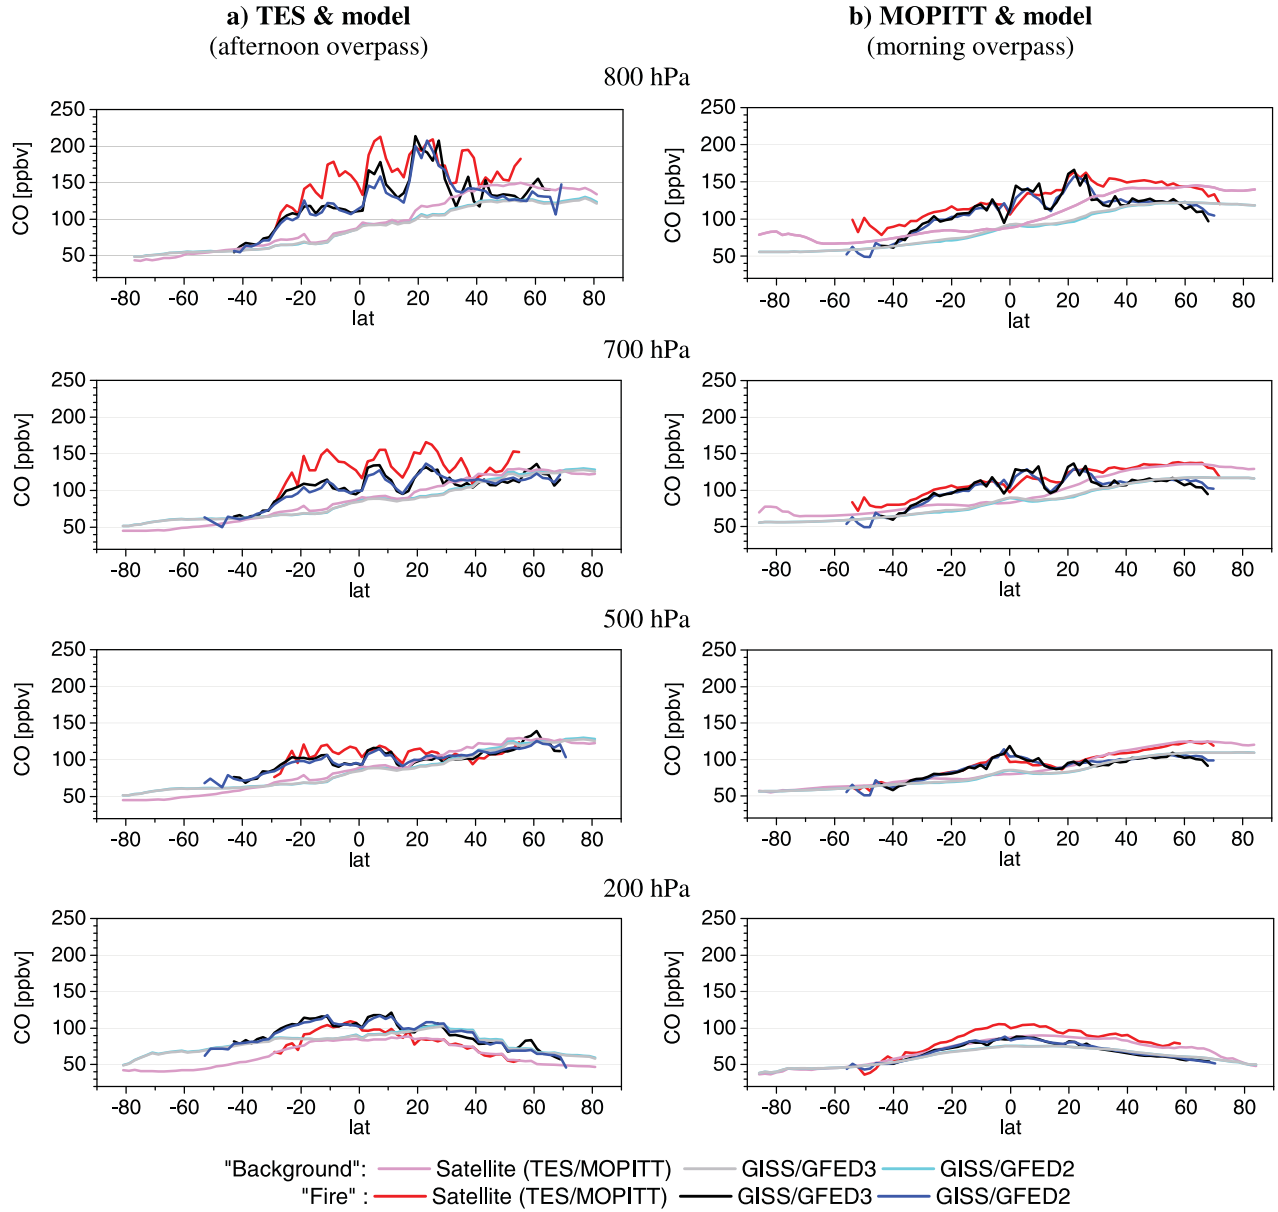 a) TES & model
(afternoon overpass)
b) MOPITT & model
(morning overpass)
800 hPa
CO [ppbv]
250
200
150
100
50
-80 -60 -40 -20 0 20 40 60 80
lat
CO [ppbv]
250
200
150
100
50
-80 -60 -40 -20 0 20 40 60 80
lat
700 hPa
CO [ppbv]
250
200
150
100
50
-80 -60 -40 -20 0 20 40 60 80
lat
CO [ppbv]
250
200
150
100
50
-80 -60 -40 -20 0 20 40 60 80
lat
500 hPa
CO [ppbv]
250
200
150
100
50
-80 -60 -40 -20 0 20 40 60 80
lat
CO [ppbv]
250
200
150
100
50
-80 -60 -40 -20 0 20 40 60 80
lat
200 hPa
CO [ppbv]
250
200
150
100
50
-80 -60 -40 -20 0 20 40 60 80
lat
CO [ppbv]
250
200
150
100
50
-80 -60 -40 -20 0 20 40 60 80
lat
"Background": Satellite (TES/MOPITT) GISS/GFED3 GISS/GFED2
"Fire" : Satellite (TES/MOPITT) GISS/GFED3 GISS/GFED2